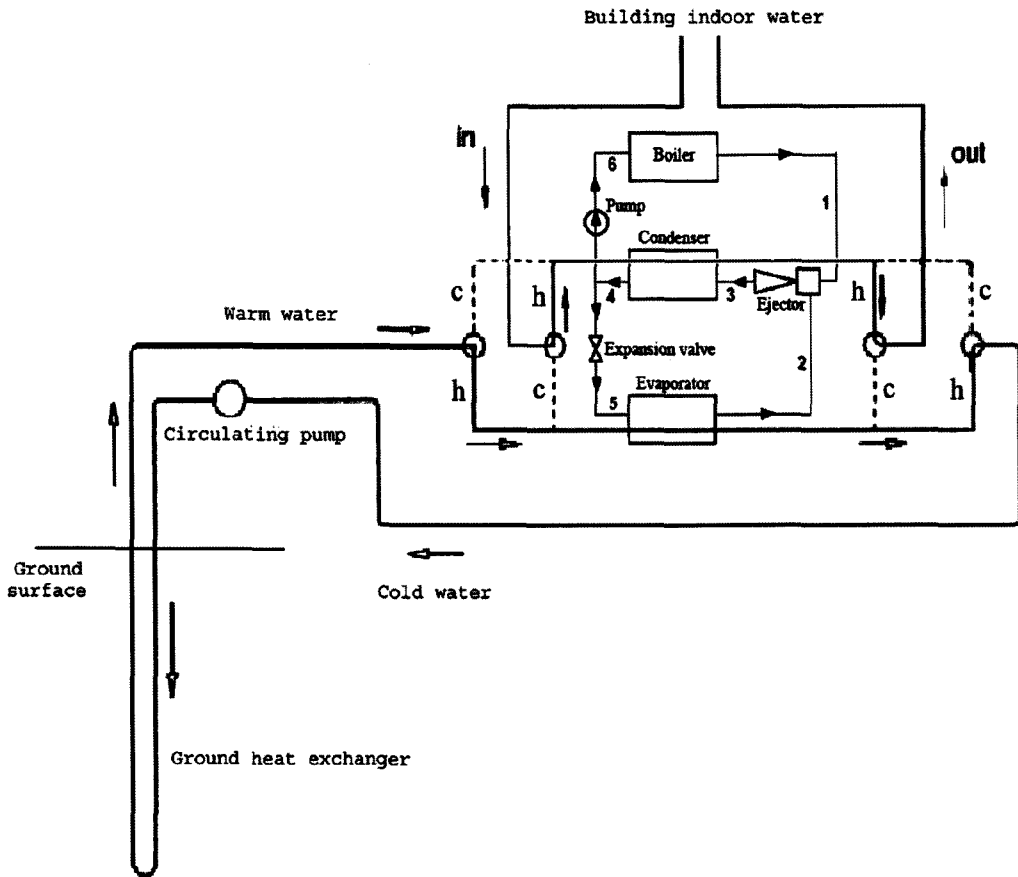 Building indoor water
in
out
6
Boiler
1
Pump
Condenser
c
h
4
3
Ejector
h
c
Warm water
Expansion valve
2
h
c
Evaporator
c
h
5
Circulating pump
Ground
surface
Cold water
Ground heat exchanger